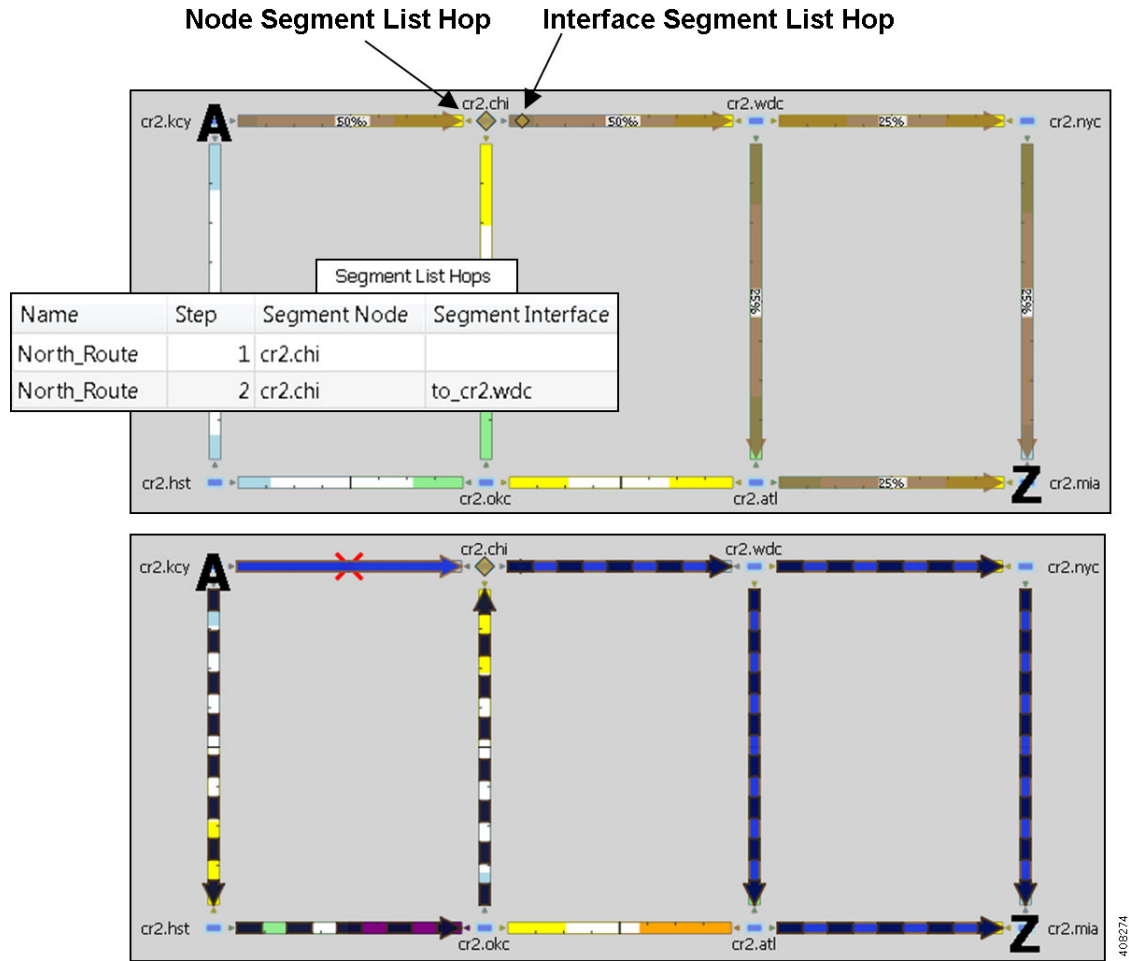 Node Segment List Hop
Interface Segment List Hop
cr2.chi
cr2.wdc
cr2.kcy
A
50%
50%
25%
cr2.nyc
25%
25%
Segment List Hops
Name Step Segment Node Segment Interface
North_Route 1 cr2.chi
North_Route 2 cr2.chi to_cr2.wdc
cr2.hst
cr2.okc
cr2.atl
25%
Z
cr2.mia
cr2.chi
cr2.wdc
cr2.kcy
A
cr2.nyc
cr2.hst
cr2.okc
cr2.atl
Z
cr2.mia
408274